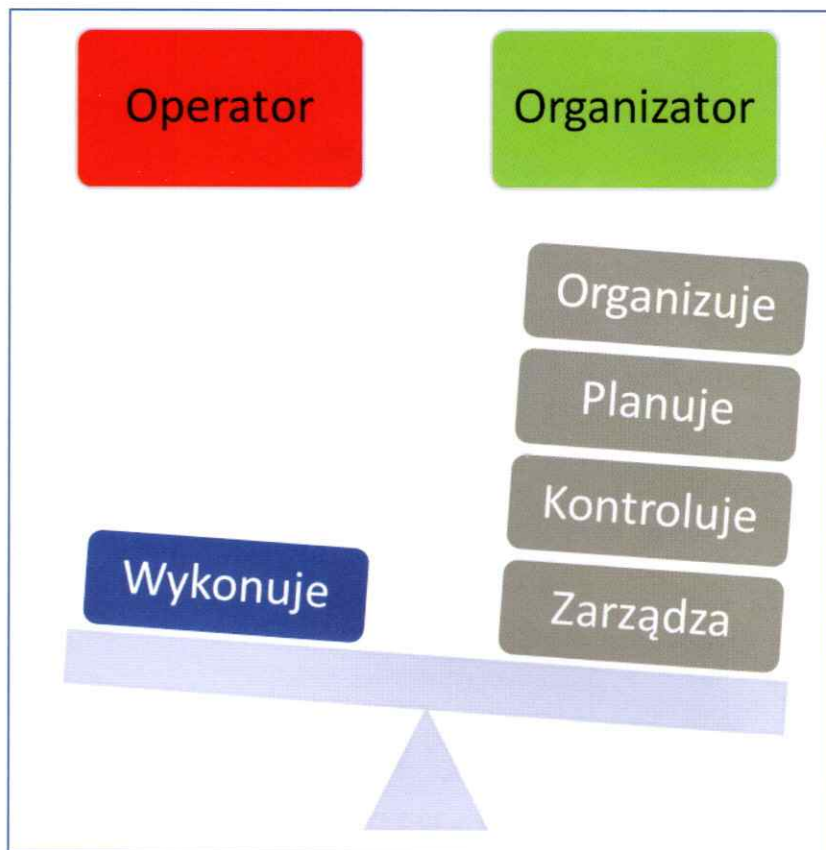 Operator
Organizator
Organizuje
Planuje
Kontroluje
Wykonuje
Zarządza